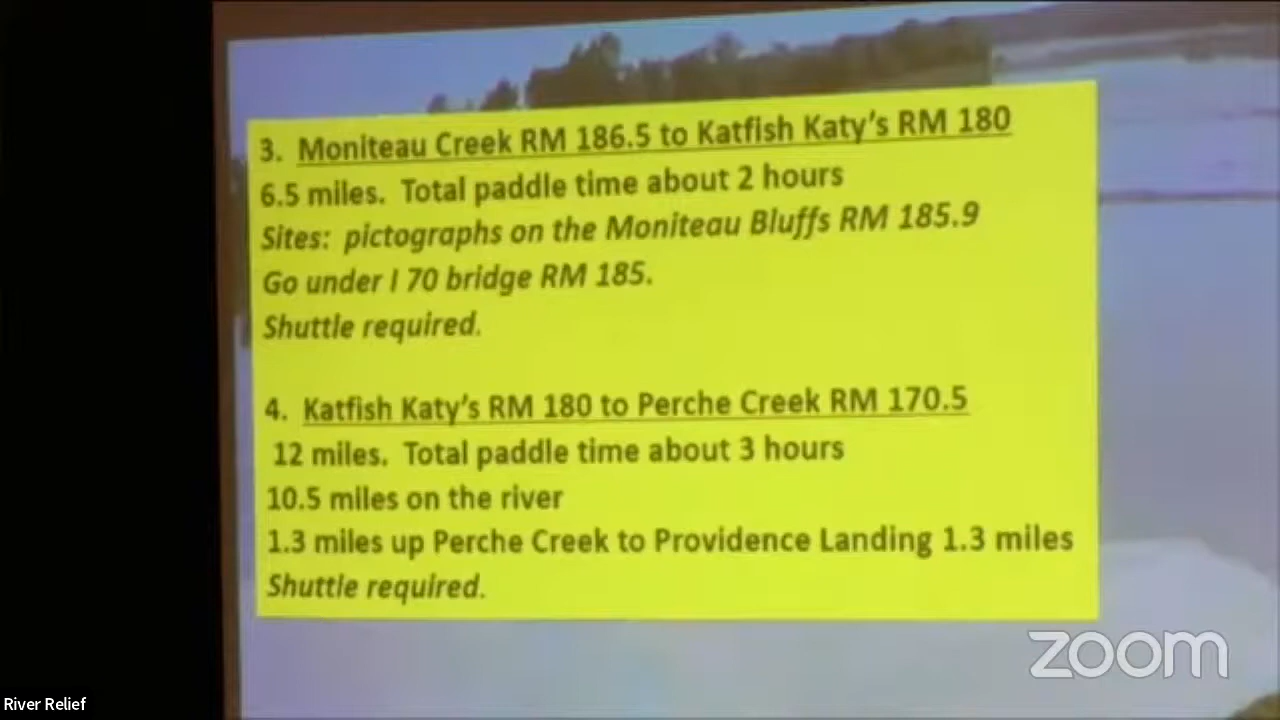 3. Moniteau Creek RM 186.5 to Katfish Katy's RM 180
6.5 miles. Total paddle time about 2 hours
Sites: pictographs on the Moniteau Bluffs RM 185.9
Go under I 70 bridge RM 185.
Shuttle required.
4. Katfish Katy's RM 180 to Perche Creek RM 170.5
12 miles. Total paddle time about 3 hours
10.5 miles on the river
1.3 miles up Perche Creek to Providence Landing 1.3 miles
Shuttle required.
zoom
River Relief